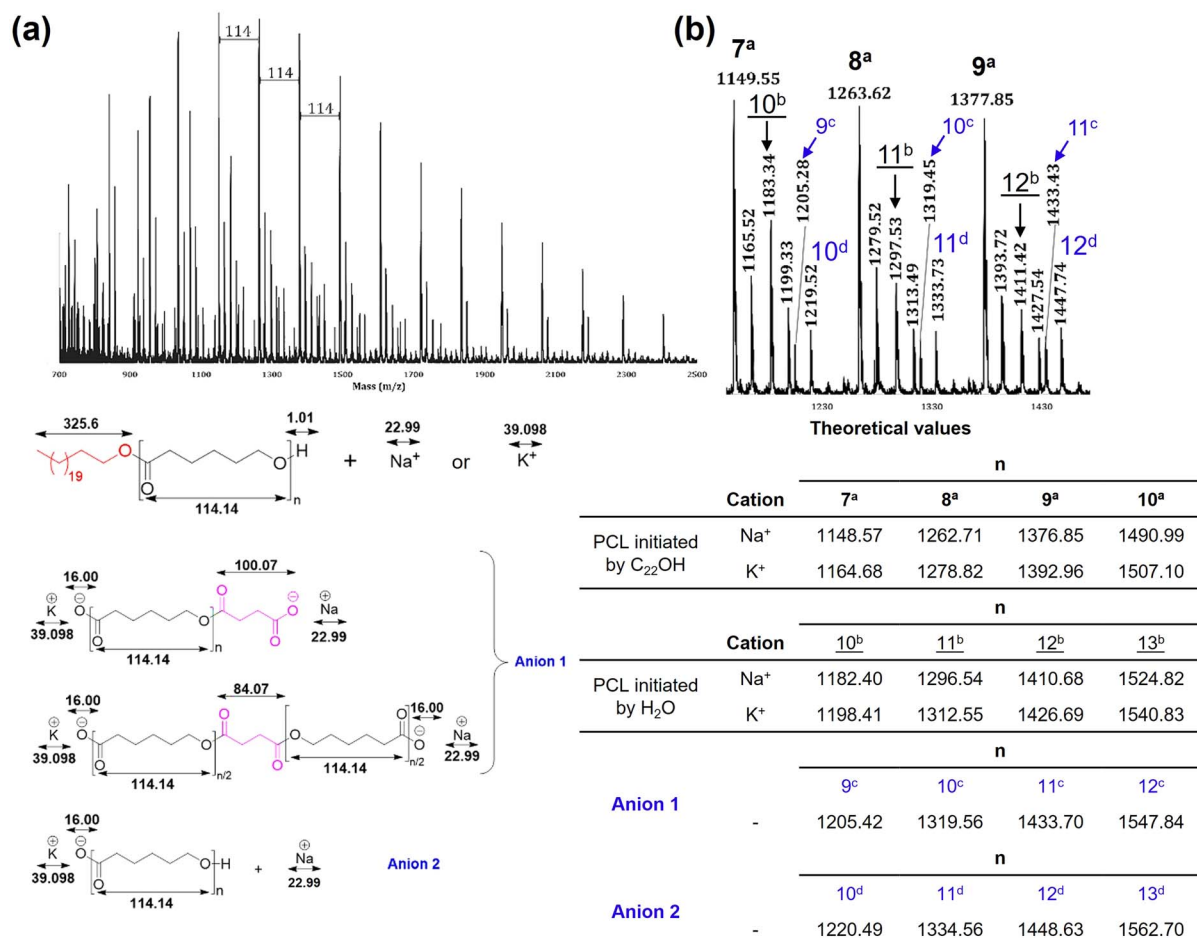 (a)
114
114
114
700 900 1100 1300 1500 1700 1900 2100 2300 2500
Mass (m/z)
325.6
1.01
22.99
39.098
19
O
O
O
H
n
114.14
+ Na+ or K+
100.07
16.00
K
39.098
O
O
O
O
O
O
n
114.14
Na
22.99
84.07
16.00
16.00
K
39.098
O
O
O
O
O
O
O
O
n/2
n/2
114.14
114.14
Na
22.99
Anion 1
16.00
K
39.098
O
O
O
H
n
114.14
+
Na
22.99
Anion 2
(b)
7a
1149.55
1165.52
10b
1183.34
1199.33
9c
1205.28
10d
1219.52
8a
1263.62
1279.52
11b
1297.53
1313.49
10c
1319.45
11d
1333.73
9a
1377.85
1393.72
12b
1411.42
1427.54
11c
1433.43
12d
1447.74
1230 1330 1430
Theoretical values
n
Cation 7a 8a 9a 10a
PCL initiated by C22OH
Na+ 1148.57 1262.71 1376.85 1490.99
K+ 1164.68 1278.82 1392.96 1507.10
n
Cation 10b 11b 12b 13b
PCL initiated by H2O
Na+ 1182.40 1296.54 1410.68 1524.82
K+ 1198.41 1312.55 1426.69 1540.83
n
9c 10c 11c 12c
Anion 1 - 1205.42 1319.56 1433.70 1547.84
n
10d 11d 12d 13d
Anion 2 - 1220.49 1334.56 1448.63 1562.70